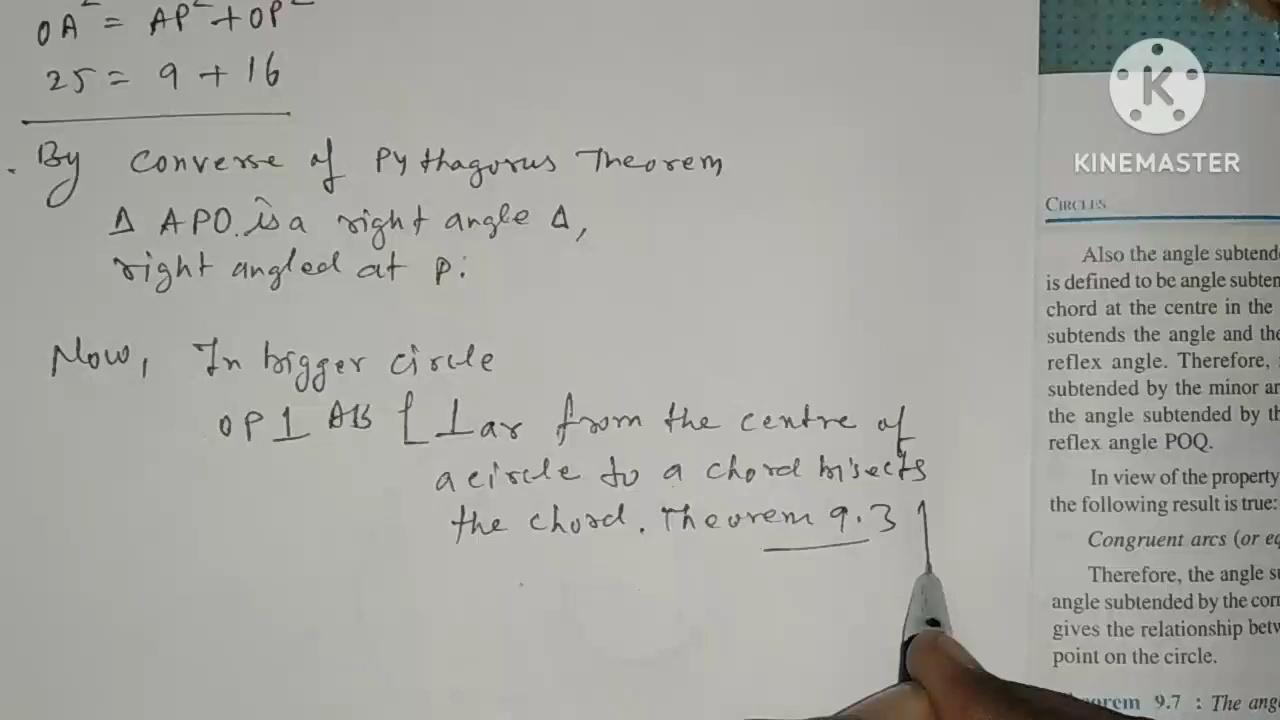 OA² = AP² + OP²
25 = 9 + 16
By Converse of Pythagorus Theorem
Δ APO is a right angle Δ,
right angled at P.
Now, In bigger circle
OP ⊥ AB [⊥ar from the centre of
a circle to a chord bisects
the chord. Theorem 9.3
K
KINEMASTER
CIRCLES
Also the angle subtend
is defined to be angle subten
chord at the centre in the
subtends the angle and the
reflex angle. Therefore,
subtended by the minor ar
the angle subtended by th
reflex angle POQ.
In view of the property
the following result is true:
Congruent arcs (or eq
Therefore, the angle su
angle subtended by the corr
gives the relationship betw
point on the circle.
orem 9.7 : The ang